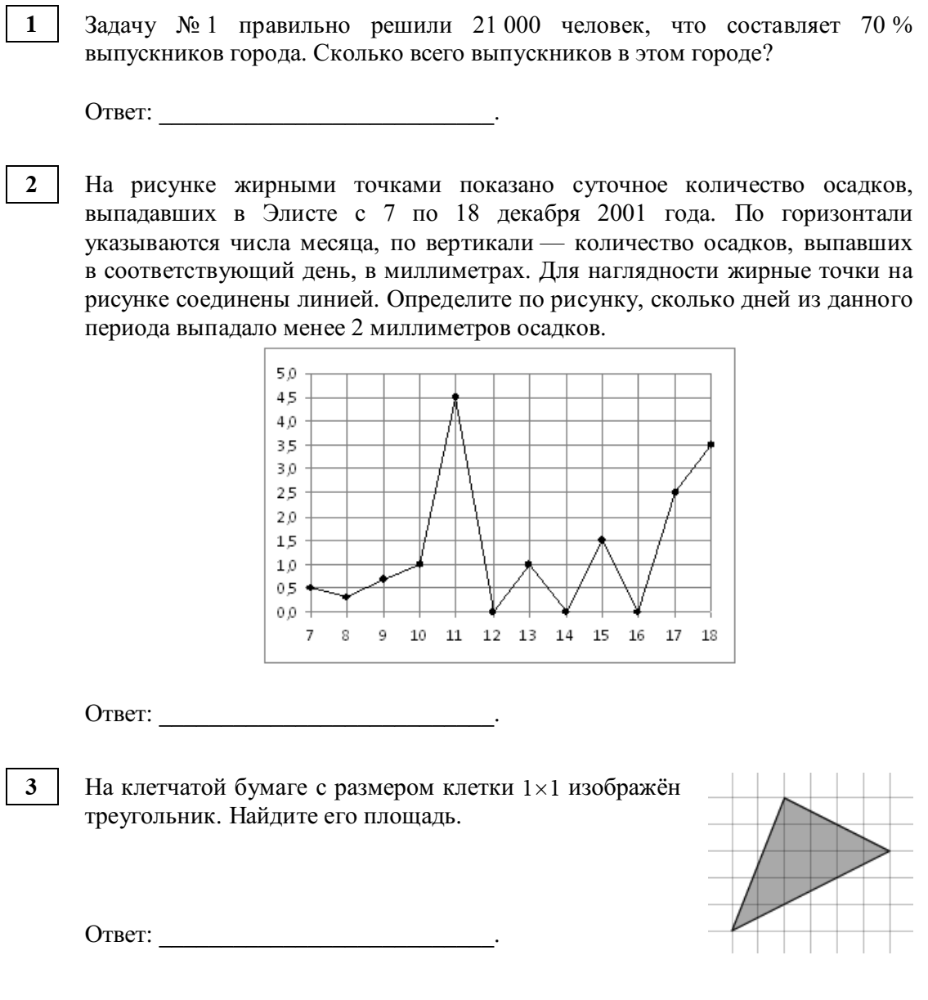 1
Задачу № 1 правильно решили 21 000 человек, что составляет 70 %
выпускников города. Сколько всего выпускников в этом городе?
Ответ: ___________________________.
2
На рисунке жирными точками показано суточное количество осадков,
выпадавших в Элисте с 7 по 18 декабря 2001 года. По горизонтали
указываются числа месяца, по вертикали — количество осадков, выпавших
в соответствующий день, в миллиметрах. Для наглядности жирные точки на
рисунке соединены линией. Определите по рисунку, сколько дней из данного
периода выпадало менее 2 миллиметров осадков.
5,0
4,5
4,0
3,5
3,0
2,5
2,0
1,5
1,0
0,5
0,0
7 8 9 10 11 12 13 14 15 16 17 18
Ответ: ___________________________.
3
На клетчатой бумаге с размером клетки 1×1 изображён
треугольник. Найдите его площадь.
Ответ: ___________________________.